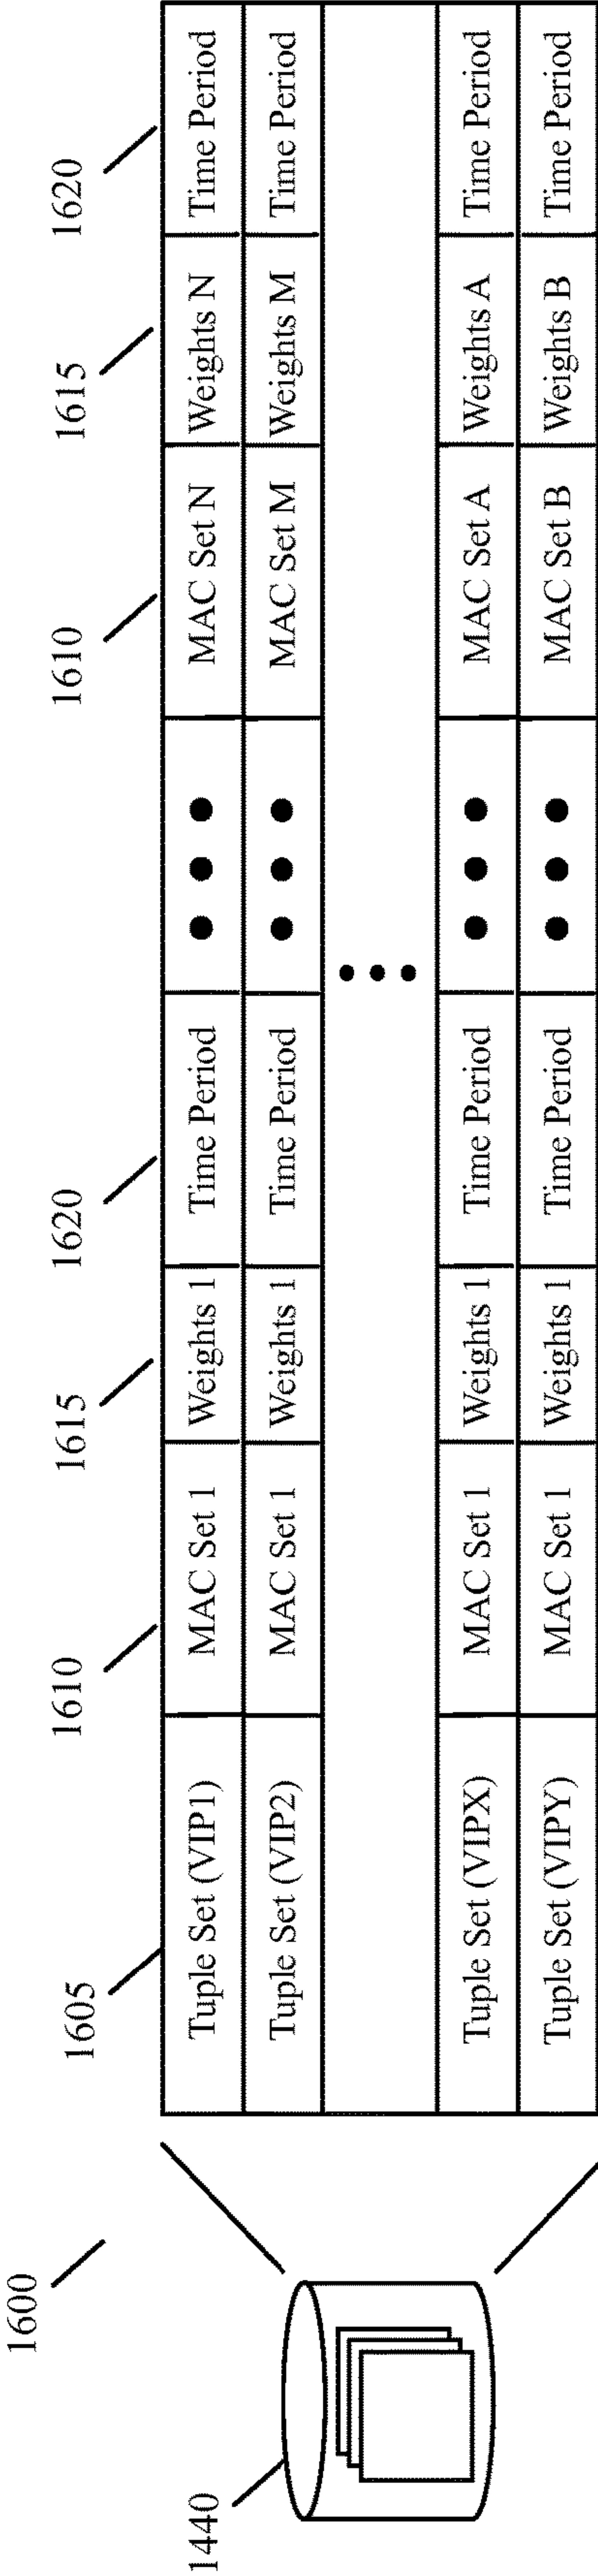 1600
1605 1610 1615 1620 1610 1615 1620
1440
Tuple Set (VIP1) MAC Set 1 Weights 1 Time Period ● ● ● MAC Set N Weights N Time Period
Tuple Set (VIP2) MAC Set 1 Weights 1 Time Period ● ● ● MAC Set M Weights M Time Period
Tuple Set (VIPX) MAC Set 1 Weights 1 Time Period ● ● ● MAC Set A Weights A Time Period
Tuple Set (VIPY) MAC Set 1 Weights 1 Time Period ● ● ● MAC Set B Weights B Time Period